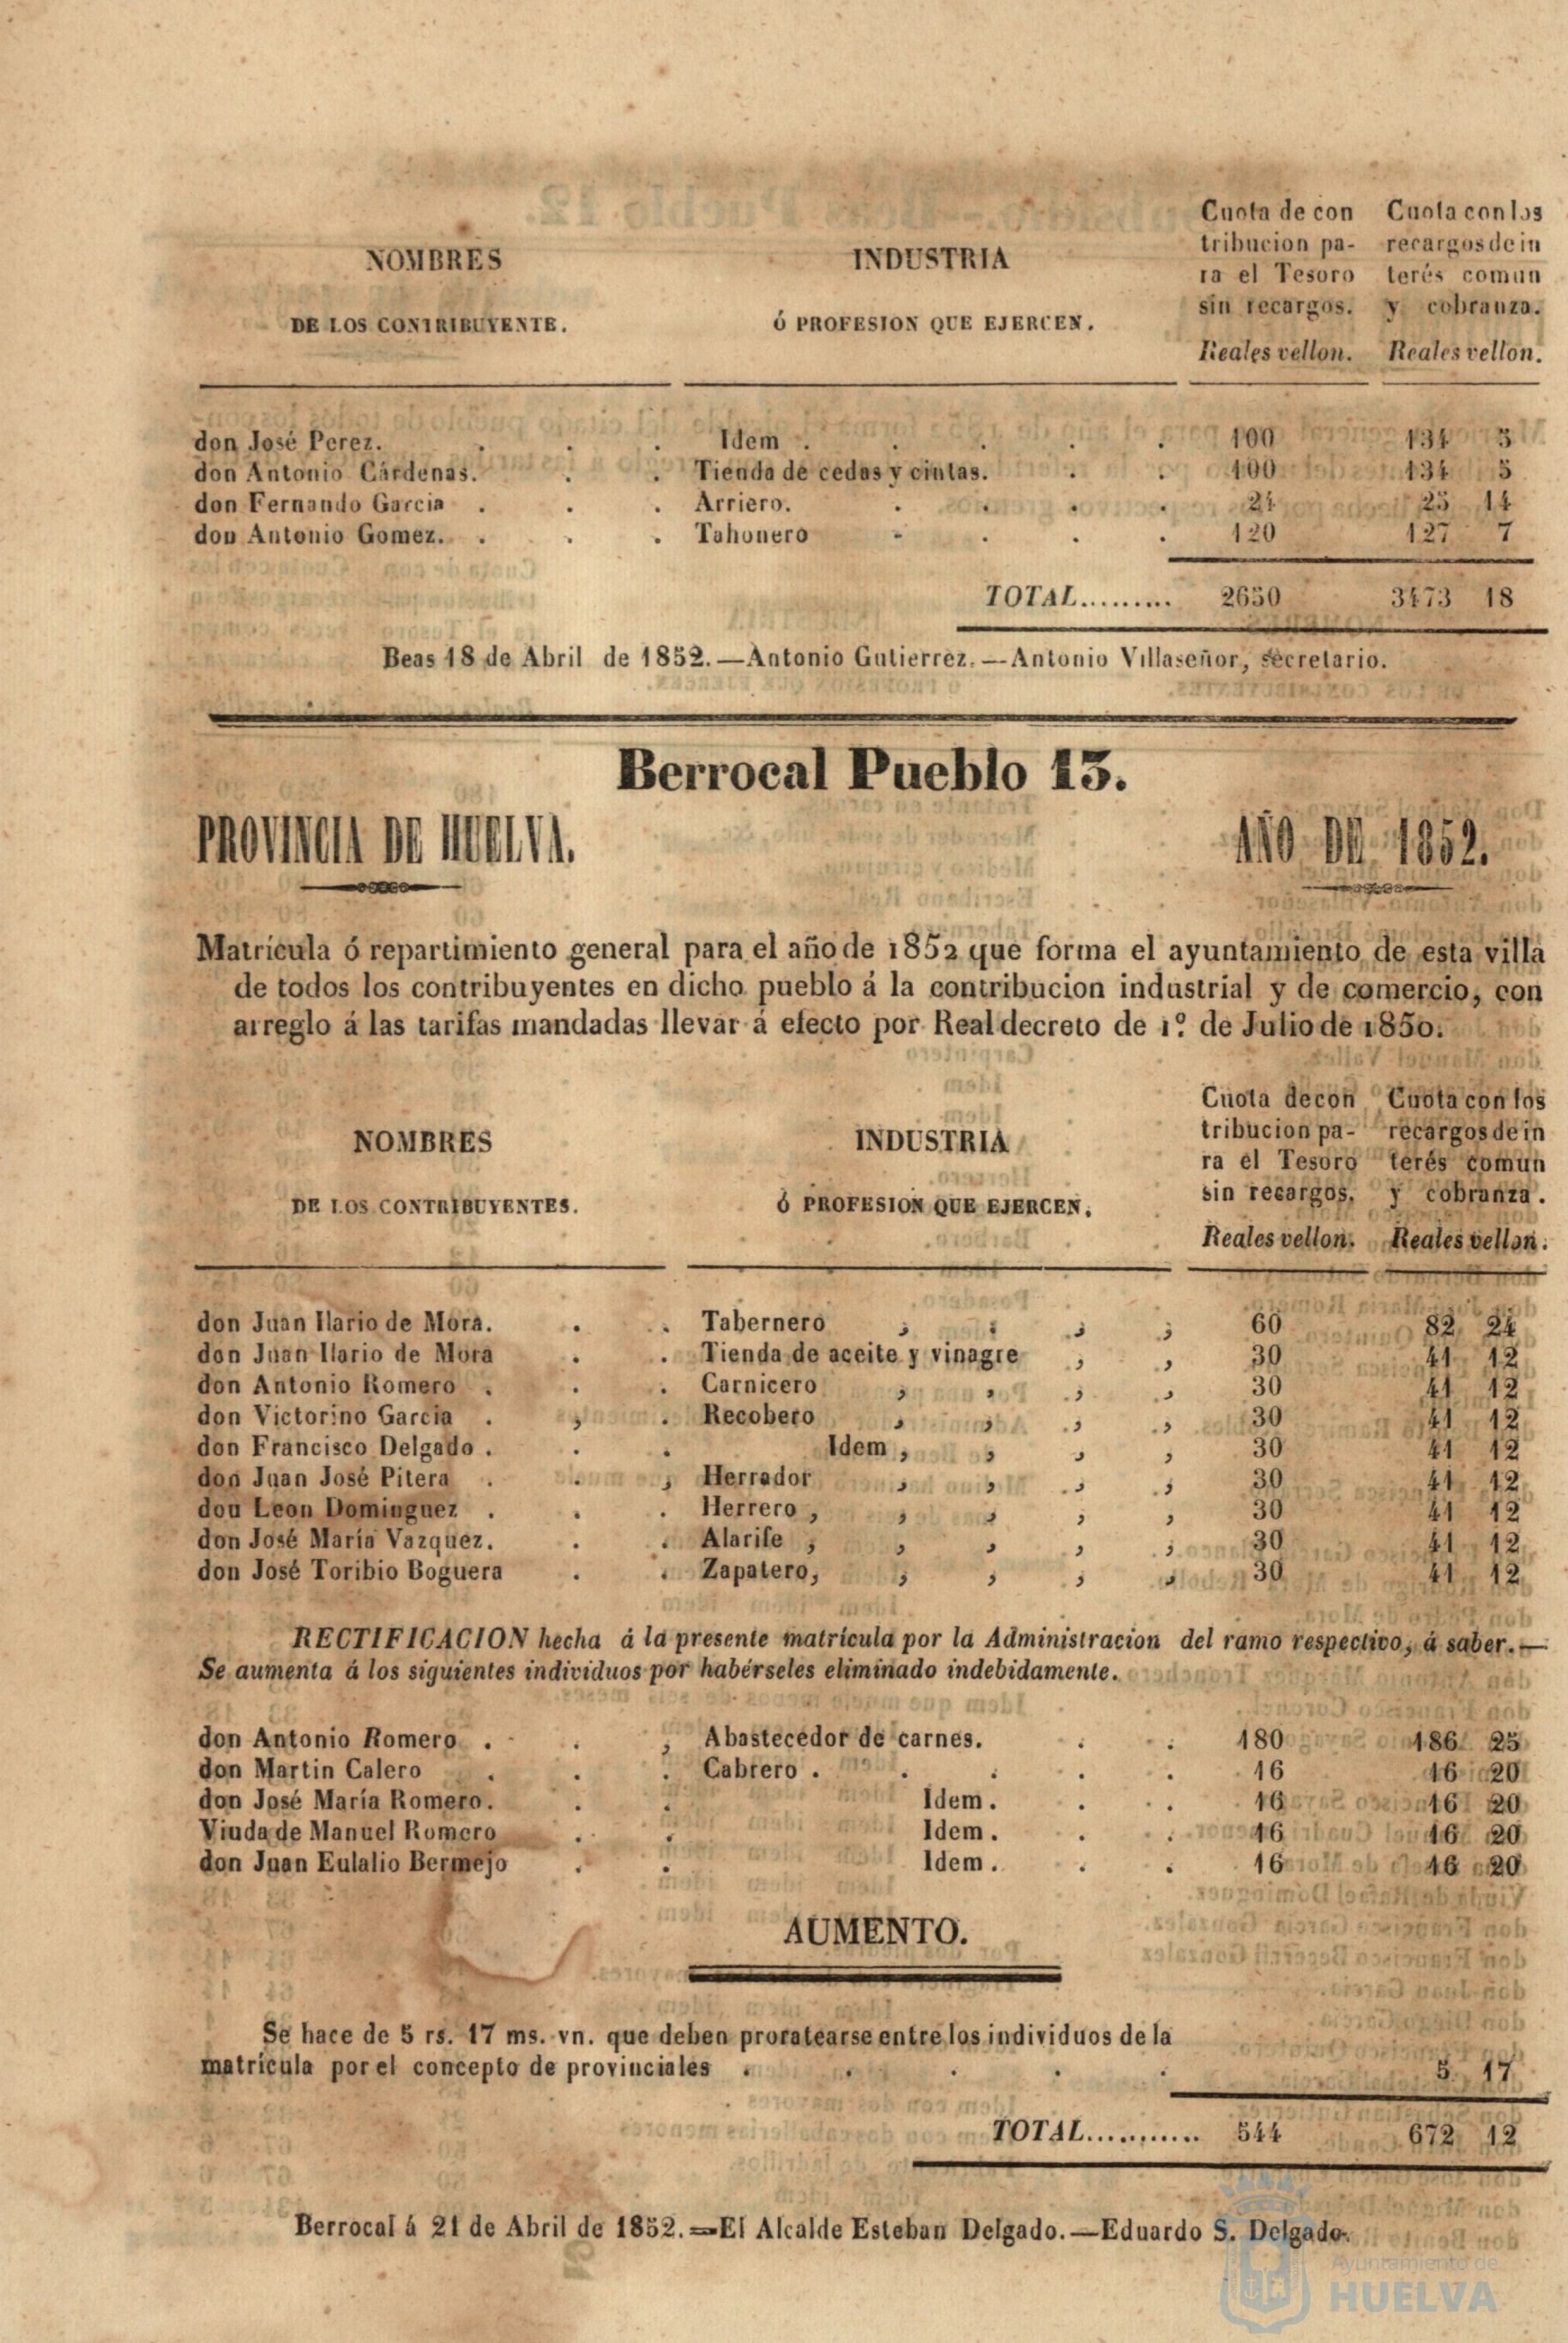 NOMBRES
DE LOS CONTRIBUYENTE.
INDUSTRIA
Ó PROFESION QUE EJERCEN.
Cuota de con
tribucion pa-
ra el Tesoro
sin recargos.
Reales vellon.
Cuota con los
recargos de in
terés comun
y cobranza.
Reales vellon.
don José Perez. . . . Idem . . . . . 100 134 5
don Antonio Cárdenas. . . Tienda de cedas y cintas. . . 100 134 5
don Fernando Garcia . . . Arriero. . . . . 24 25 14
don Antonio Gomez. . . . Tahonero . . . . 120 127 7
TOTAL......... 2650 3473 18
Beas 18 de Abril de 1852.—Antonio Gutierrez.—Antonio Villaseñor, secretario.
Berrocal Pueblo 13.
PROVINCIA DE HUELVA. AÑO DE 1852.
Matrícula ó repartimiento general para el año de 1852 que forma el ayuntamiento de esta villa
de todos los contribuyentes en dicho pueblo á la contribucion industrial y de comercio, con
arreglo á las tarifas mandadas llevar á efecto por Real decreto de 1.º de Julio de 1850.
NOMBRES
DE LOS CONTRIBUYENTES.
INDUSTRIA
Ó PROFESION QUE EJERCEN.
Cuota de con
tribucion pa-
ra el Tesoro
sin recargos.
Reales vellon.
Cuota con los
recargos de in
terés comun
y cobranza.
Reales vellon.
don Juan Ilario de Mora. . . Tabernero , , , , 60 82 24
don Juan Ilario de Mora . . Tienda de aceite y vinagre , , 30 41 12
don Antonio Romero . . . Carnicero , , , , 30 41 12
don Victorino Garcia . , . Recobero , , , , 30 41 12
don Francisco Delgado . . . Idem , , , , 30 41 12
don Juan José Pitera . . , Herrador , , , , 30 41 12
don Leon Dominguez . . . Herrero , , , , , 30 41 12
don José María Vazquez. . . Alarife , , , , , 30 41 12
don José Toribio Boguera . . Zapatero, , , , , 30 41 12
RECTIFICACION hecha á la presente matrícula por la Administracion del ramo respectivo, á saber.—
Se aumenta á los siguientes individuos por habérseles eliminado indebidamente.
don Antonio Romero . . , Abastecedor de carnes. . . 180 186 25
don Martin Calero . . . Cabrero . . . . . 16 16 20
don José María Romero. . . Idem. . . 16 16 20
Viuda de Manuel Romero . . Idem. . . 16 16 20
don Juan Eulalio Bermejo . . Idem. . . 16 16 20
AUMENTO.
Se hace de 5 rs. 17 ms. vn. que deben proratearse entre los individuos de la
matrícula por el concepto de provinciales . . . . . 5 17
TOTAL........... 544 672 12
Berrocal á 21 de Abril de 1852.—El Alcalde Esteban Delgado.—Eduardo S. Delgado.
Ayuntamiento de
HUELVA